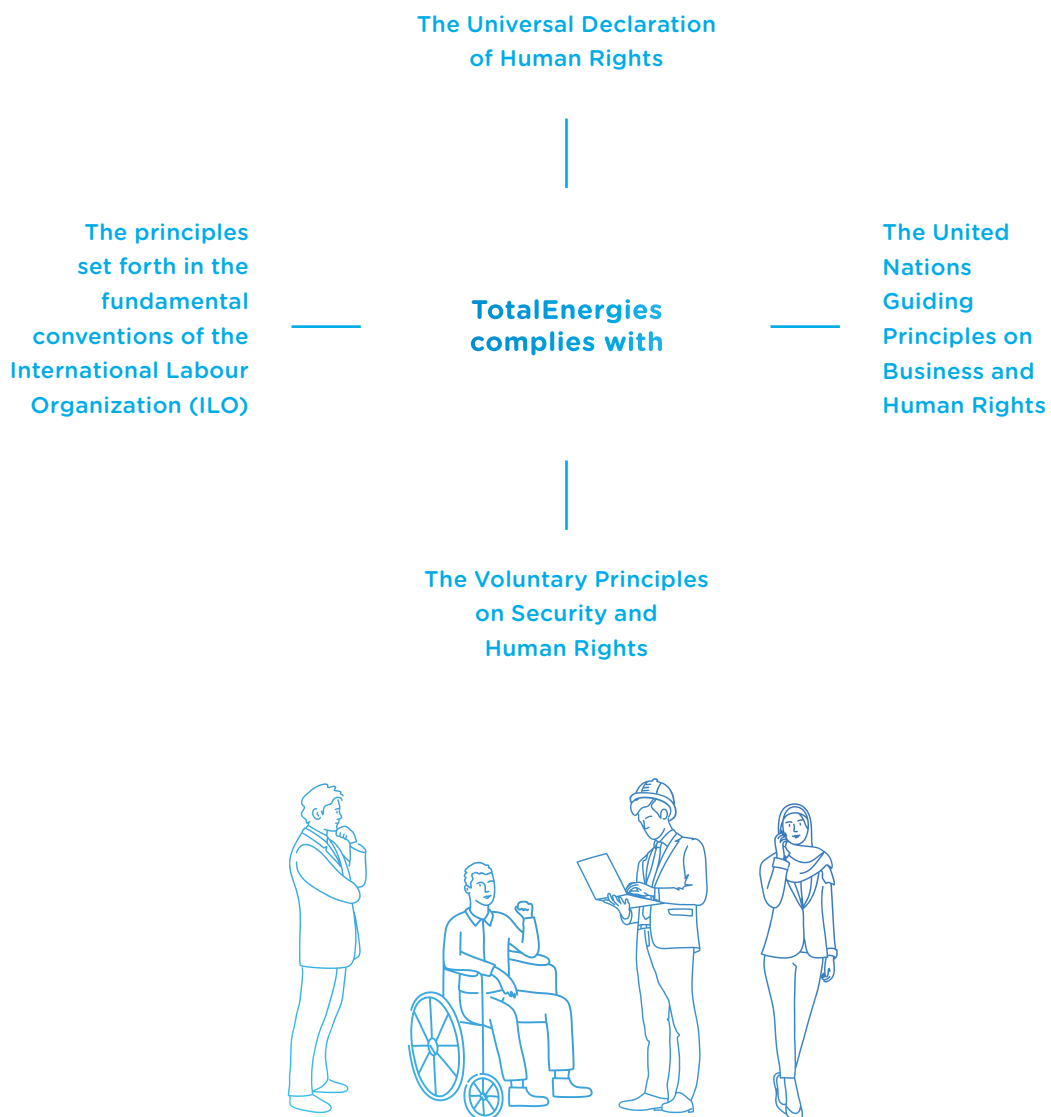 The Universal Declaration
of Human Rights
The principles
set forth in the
fundamental
conventions of the
International Labour
Organization (ILO)
TotalEnergies
complies with
The United
Nations
Guiding
Principles on
Business and
Human Rights
The Voluntary Principles
on Security and
Human Rights